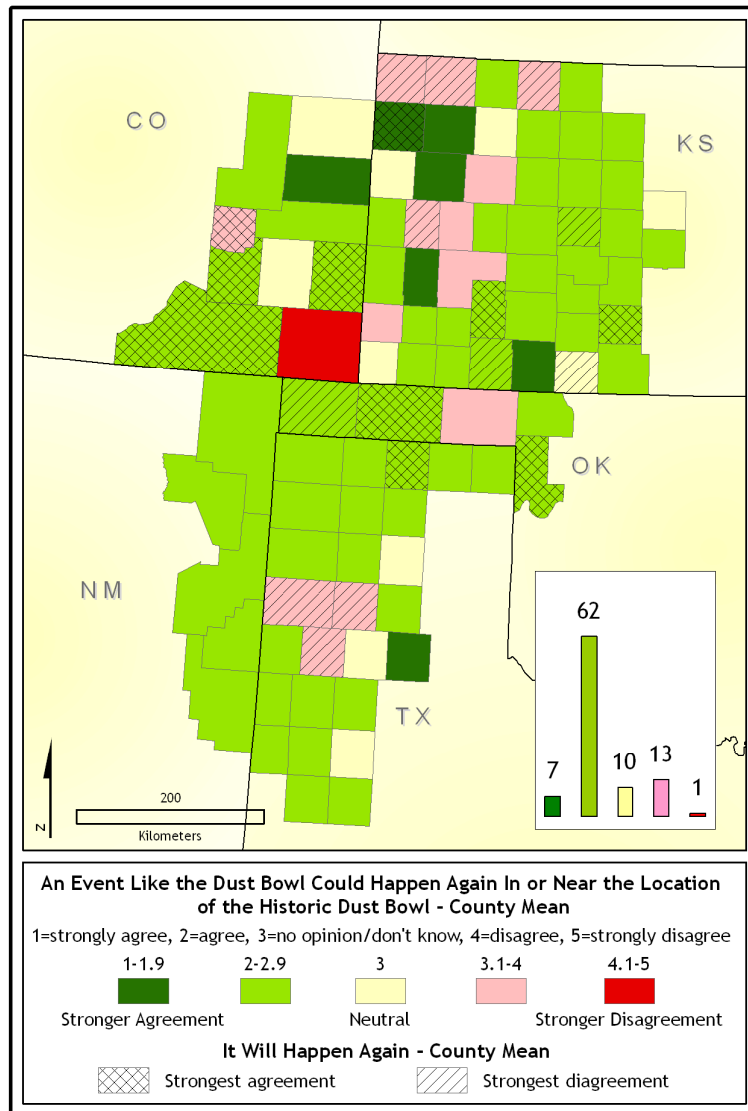 CO
KS
OK
NM
TX
62
7
10
13
1
200
Kilometers
N
An Event Like the Dust Bowl Could Happen Again In or Near the Location
of the Historic Dust Bowl - County Mean
1=strongly agree, 2=agree, 3=no opinion/don't know, 4=disagree, 5=strongly disagree
1-1.9 2-2.9 3 3.1-4 4.1-5
Stronger Agreement Neutral Stronger Disagreement
It Will Happen Again - County Mean
Strongest agreement Strongest diagreement